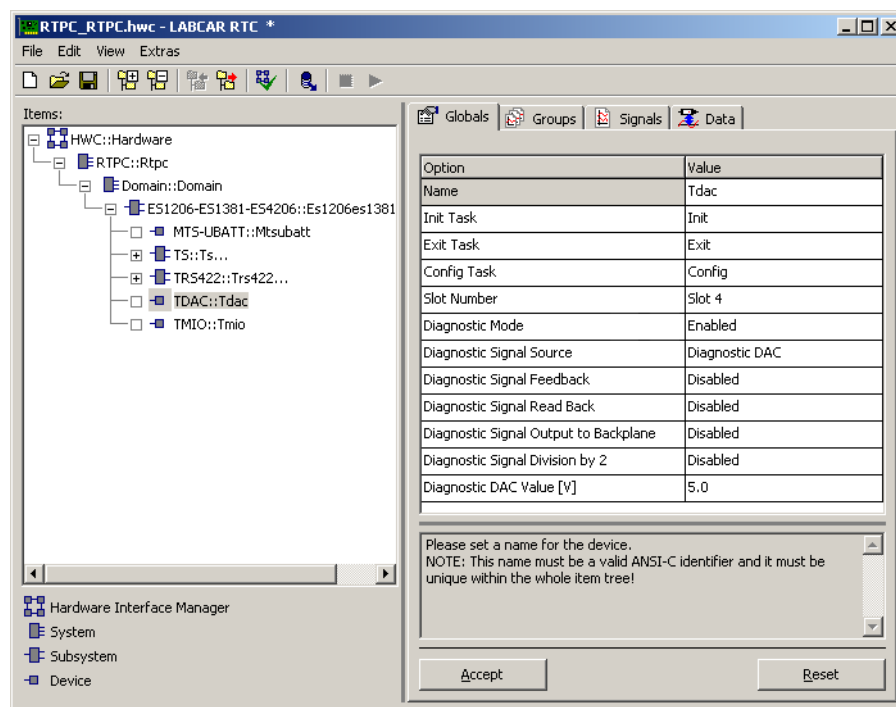 RTPC_RTPC.hwc - LABCAR RTC *
File Edit View Extras
Items:
HWC::Hardware
RTPC::Rtpc
Domain::Domain
ES1206-ES1381-ES4206::Es1206es1381
MTS-UBATT::Mtsubatt
TS::Ts...
TRS422::Trs422...
TDAC::Tdac
TMIO::Tmio
Hardware Interface Manager
System
Subsystem
Device
Globals Groups Signals Data
Option Value
Name Tdac
Init Task Init
Exit Task Exit
Config Task Config
Slot Number Slot 4
Diagnostic Mode Enabled
Diagnostic Signal Source Diagnostic DAC
Diagnostic Signal Feedback Disabled
Diagnostic Signal Read Back Disabled
Diagnostic Signal Output to Backplane Disabled
Diagnostic Signal Division by 2 Disabled
Diagnostic DAC Value [V] 5.0
Please set a name for the device.
NOTE: This name must be a valid ANSI-C identifier and it must be
unique within the whole item tree!
Accept Reset